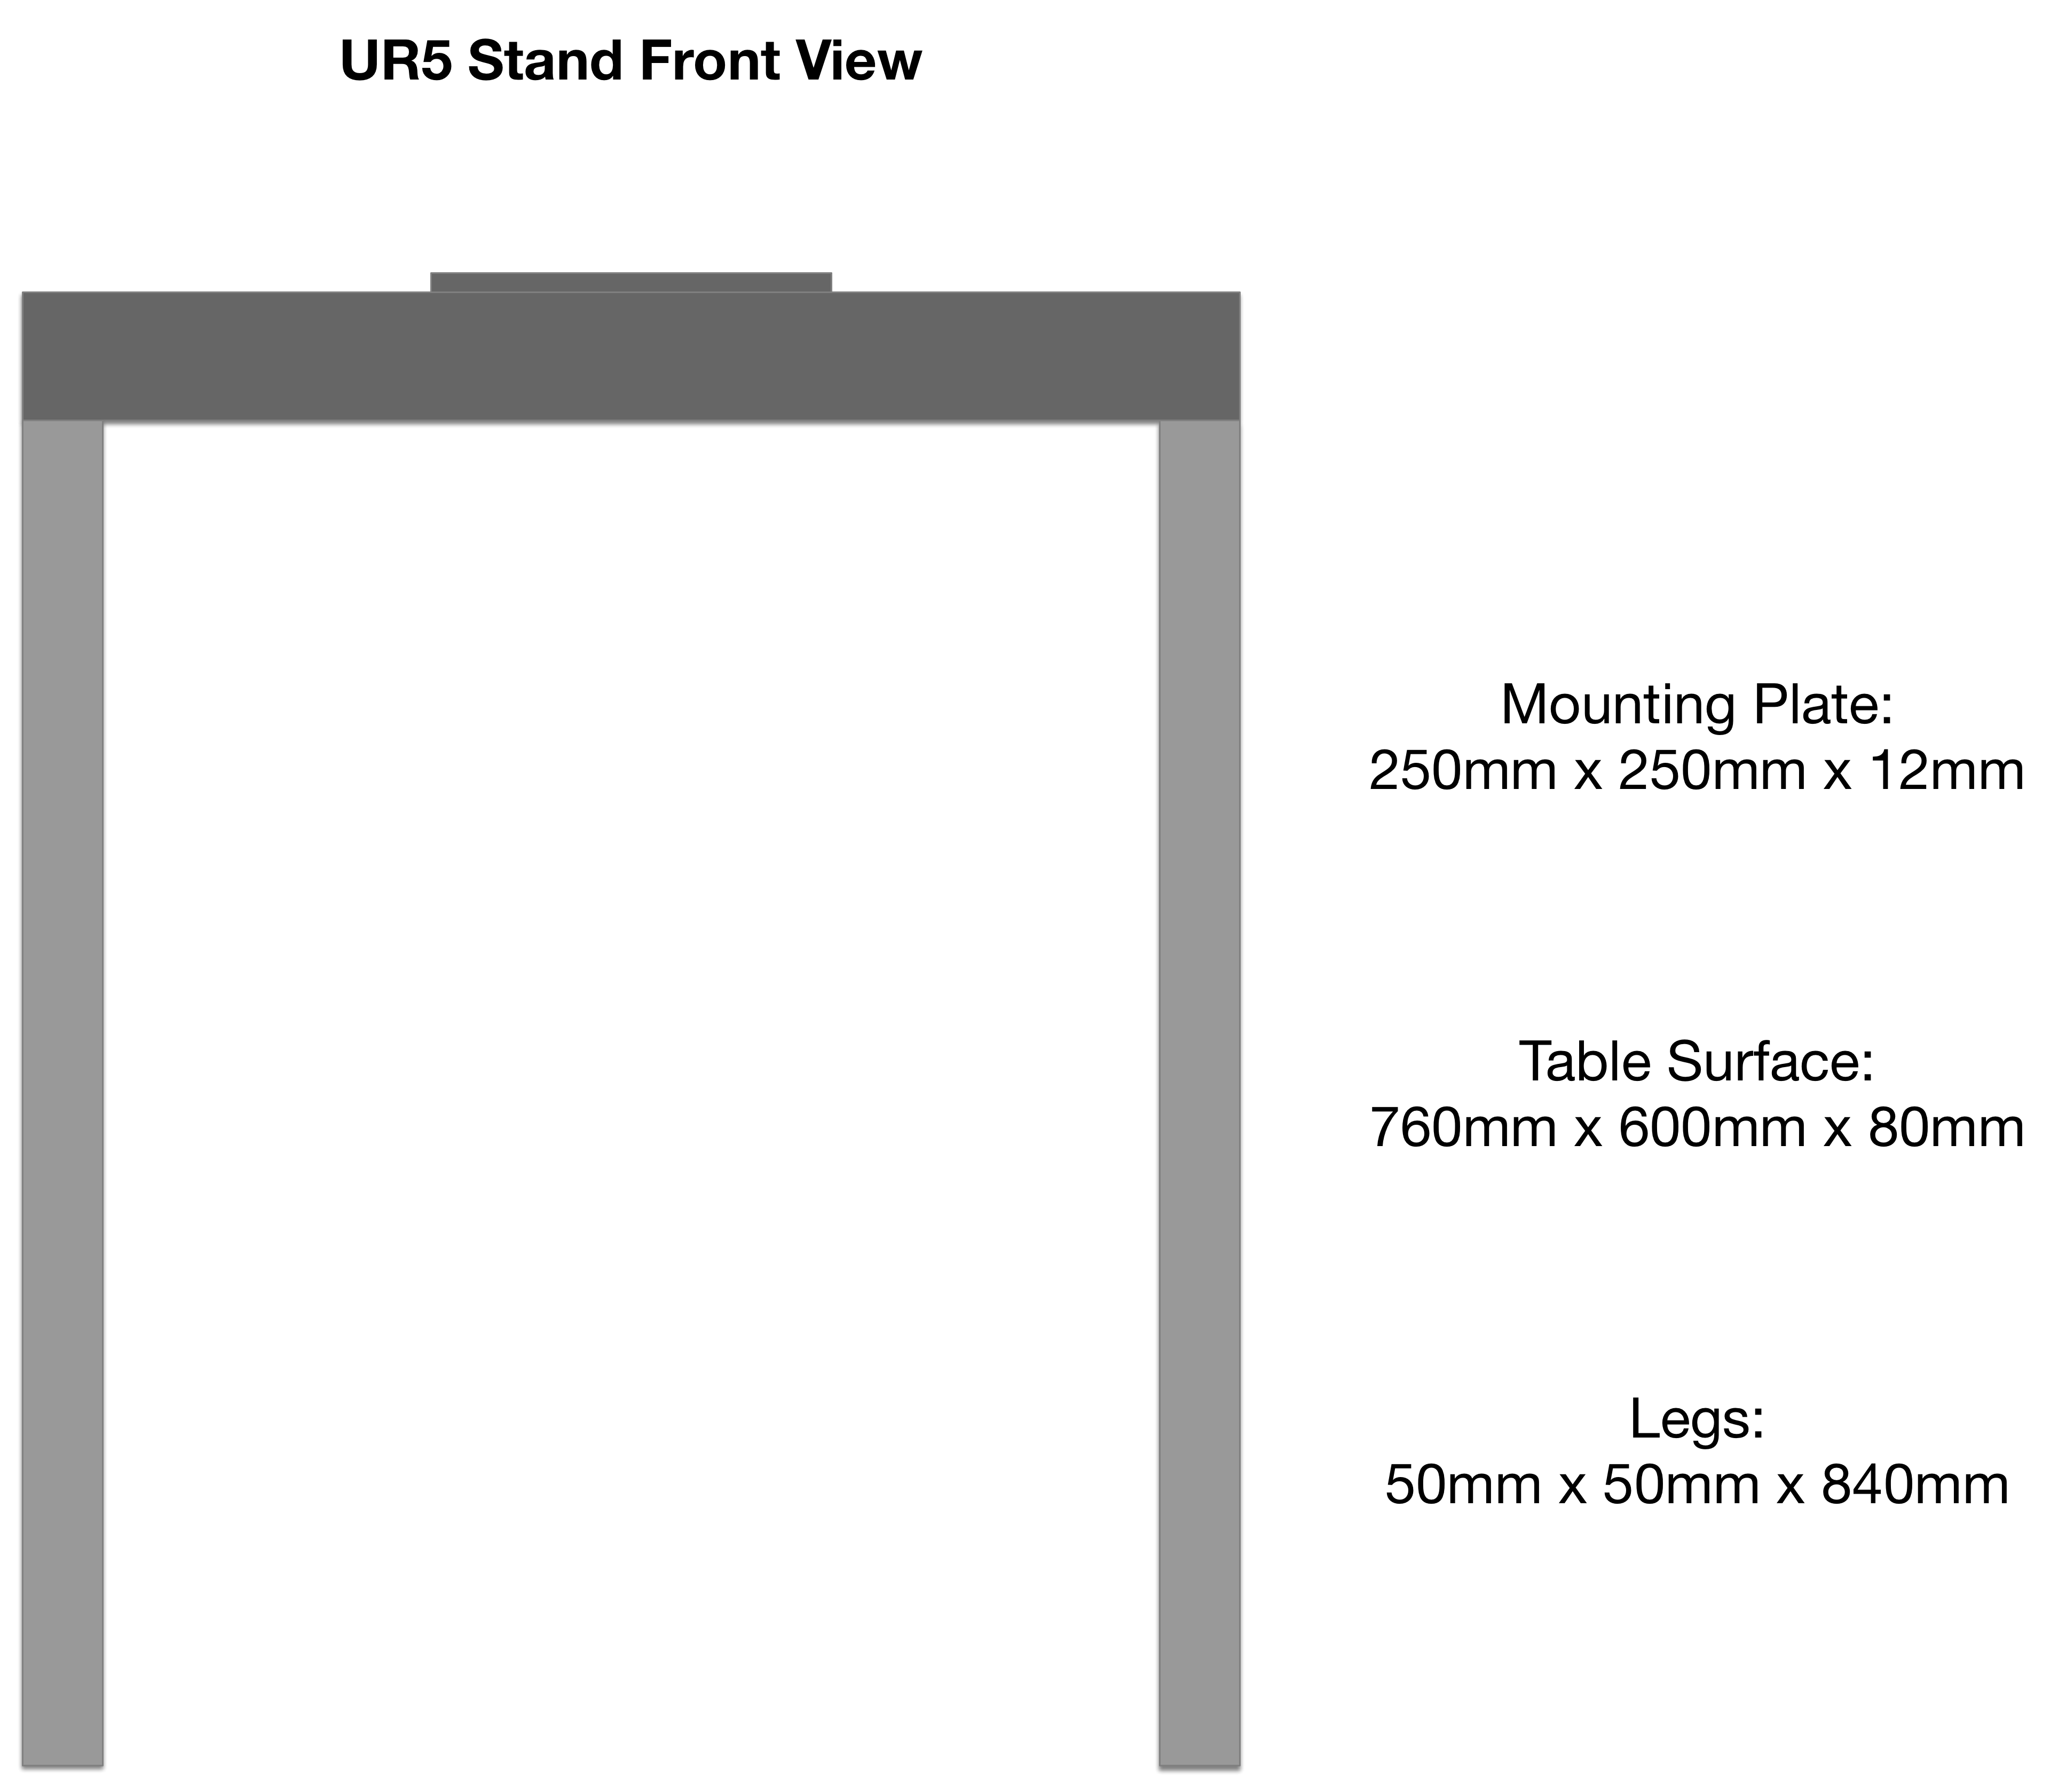 UR5 Stand Front View
Mounting Plate:
250mm x 250mm x 12mm
Table Surface:
760mm x 600mm x 80mm
Legs:
50mm x 50mm x 840mm